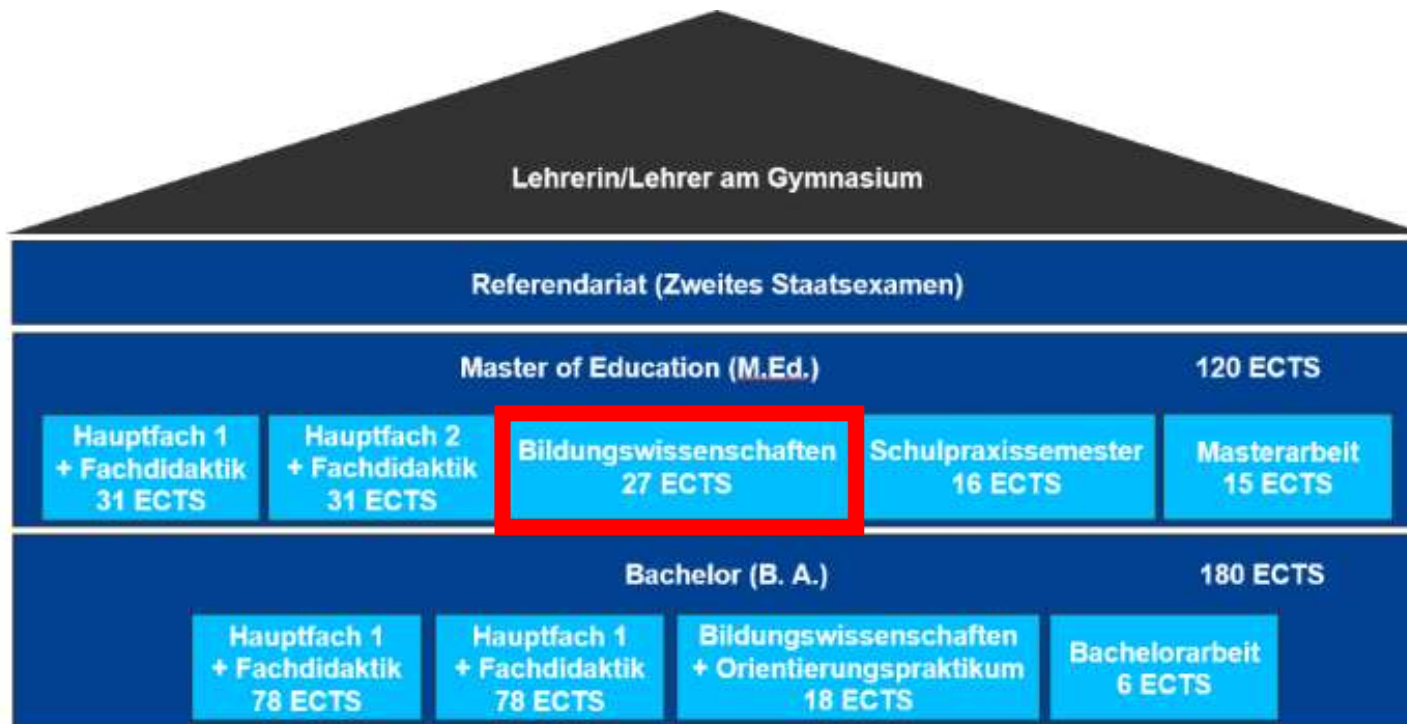 Lehrerin/Lehrer am Gymnasium
Referendariat (Zweites Staatsexamen)
Master of Education (M.Ed.)
120 ECTS
Hauptfach 1
+ Fachdidaktik
31 ECTS
Hauptfach 2
+ Fachdidaktik
31 ECTS
Bildungswissenschaften
27 ECTS
Schulpraxissemester
16 ECTS
Masterarbeit
15 ECTS
Bachelor (B. A.)
180 ECTS
Hauptfach 1
+ Fachdidaktik
78 ECTS
Hauptfach 1
+ Fachdidaktik
78 ECTS
Bildungswissenschaften
+ Orientierungspraktikum
18 ECTS
Bachelorarbeit
6 ECTS